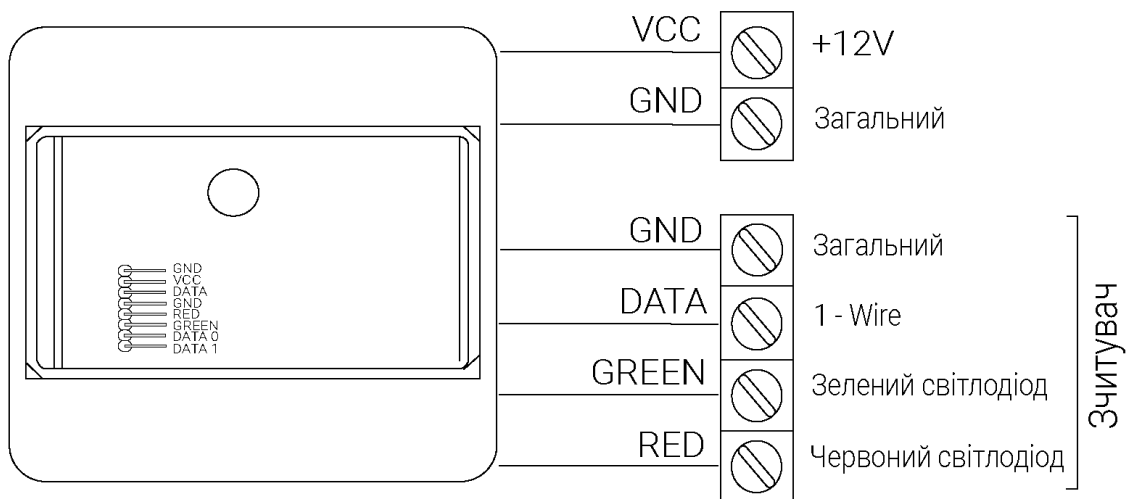 VCC +12V
GND Загальний
GND Загальний
DATA 1 - Wire
GREEN Зелений світлодіод
RED Червоний світлодіод
Зчитувач
GND
VCC
DATA
GND
RED
GREEN
DATA 0
DATA 1